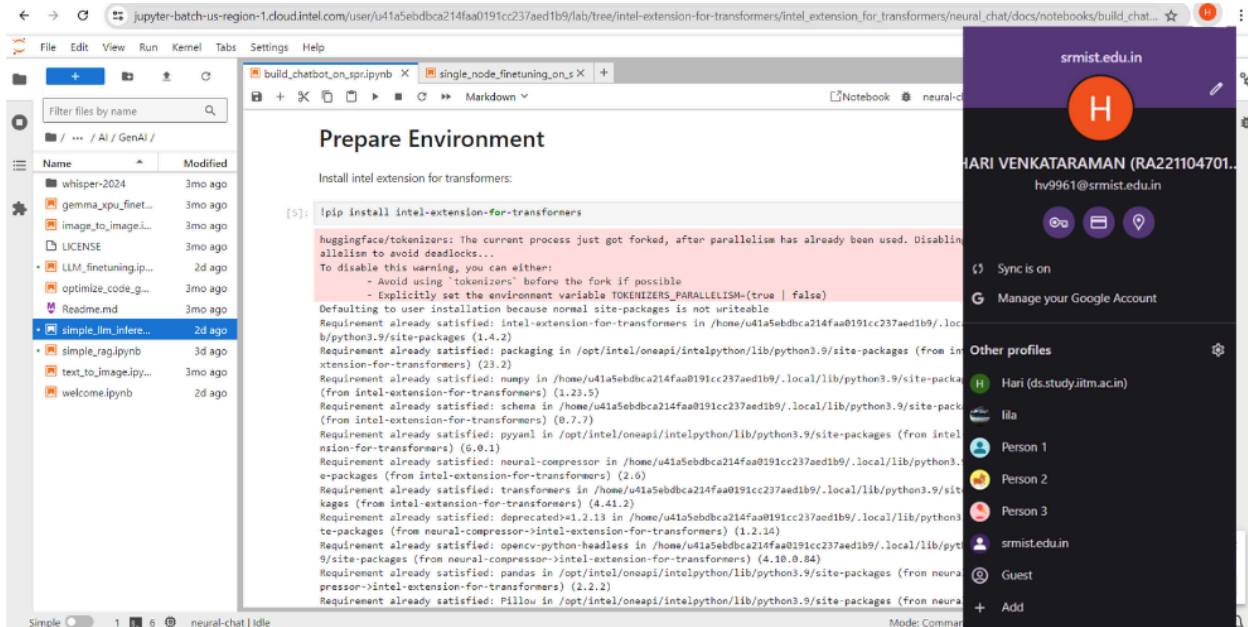 jupyter-batch-us-region-1.cloud.intel.com/user/u41a5ebdbca214faa0191cc237aed1b9/lab/tree/intel-extension-for-transformers/intel_extension_for_transformers/neural_chat/docs/notebooks/build_chat...
File Edit View Run Kernel Tabs Settings Help
Filter files by name
/ ... / AI / GenAI /
Name Modified
whisper-2024 3mo ago
gemma_xpu_finet... 3mo ago
image_to_image.i... 3mo ago
LICENSE 3mo ago
LLM_finetuning.ip... 2d ago
optimize_code_g... 3mo ago
Readme.md 3mo ago
simple_llm_infere... 2d ago
simple_rag.ipynb 3d ago
text_to_image.ipy... 3mo ago
welcome.ipynb 2d ago
build_chatbot_on_spr.ipynb
single_node_finetuning_on_s
Markdown
Notebook
neural-cl
Prepare Environment
Install intel extension for transformers:
[5]: !pip install intel-extension-for-transformers
huggingface/tokenizers: The current process just got forked, after parallelism has already been used. Disabling
allelism to avoid deadlocks...
To disable this warning, you can either:
- Avoid using `tokenizers` before the fork if possible
- Explicitly set the environment variable TOKENIZERS_PARALLELISM=(true | false)
Defaulting to user installation because normal site-packages is not writeable
Requirement already satisfied: intel-extension-for-transformers in /home/u41a5ebdbca214faa0191cc237aed1b9/.loca
b/python3.9/site-packages (1.4.2)
Requirement already satisfied: packaging in /opt/intel/oneapi/intelpython/lib/python3.9/site-packages (from in
xtension-for-transformers) (23.2)
Requirement already satisfied: numpy in /home/u41a5ebdbca214faa0191cc237aed1b9/.local/lib/python3.9/site-packag
(from intel-extension-for-transformers) (1.23.5)
Requirement already satisfied: schema in /home/u41a5ebdbca214faa0191cc237aed1b9/.local/lib/python3.9/site-pack
(from intel-extension-for-transformers) (0.7.7)
Requirement already satisfied: pyyaml in /opt/intel/oneapi/intelpython/lib/python3.9/site-packages (from intel
nsion-for-transformers) (6.0.1)
Requirement already satisfied: neural-compressor in /home/u41a5ebdbca214faa0191cc237aed1b9/.local/lib/python3.
e-packages (from intel-extension-for-transformers) (2.6)
Requirement already satisfied: transformers in /home/u41a5ebdbca214faa0191cc237aed1b9/.local/lib/python3.9/site
kages (from intel-extension-for-transformers) (4.41.2)
Requirement already satisfied: deprecated>=1.2.13 in /home/u41a5ebdbca214faa0191cc237aed1b9/.local/lib/python3
te-packages (from neural-compressor->intel-extension-for-transformers) (1.2.14)
Requirement already satisfied: opencv-python-headless in /home/u41a5ebdbca214faa0191cc237aed1b9/.local/lib/pyt
9/site-packages (from neural-compressor->intel-extension-for-transformers) (4.10.0.84)
Requirement already satisfied: pandas in /opt/intel/oneapi/intelpython/lib/python3.9/site-packages (from neura
pressor->intel-extension-for-transformers) (2.2.2)
Requirement already satisfied: Pillow in /opt/intel/oneapi/intelpython/lib/python3.9/site-packages (from neura
Simple 1 6 neural-chat | Idle
Mode: Comman
H
srmist.edu.in
H
HARI VENKATARAMAN (RA221104701...
hv9961@srmist.edu.in
Sync is on
G Manage your Google Account
Other profiles
H Hari (ds.study.iitm.ac.in)
lila
Person 1
Person 2
Person 3
srmist.edu.in
Guest
+ Add